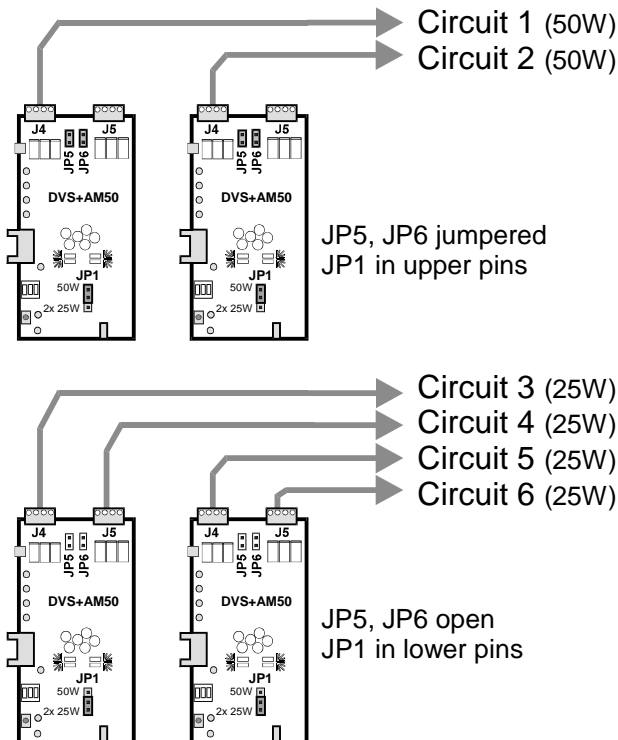 Circuit 1 (50W)
Circuit 2 (50W)
J4 J5 J4 J5
JP5 JP6 JP5 JP6
DVS+AM50 DVS+AM50
JP5, JP6 jumpered
JP1 in upper pins
JP1 JP1
50W 50W
2x 25W 2x 25W
Circuit 3 (25W)
Circuit 4 (25W)
Circuit 5 (25W)
Circuit 6 (25W)
J4 J5 J4 J5
JP5 JP6 JP5 JP6
DVS+AM50 DVS+AM50
JP5, JP6 open
JP1 in lower pins
JP1 JP1
50W 50W
2x 25W 2x 25W